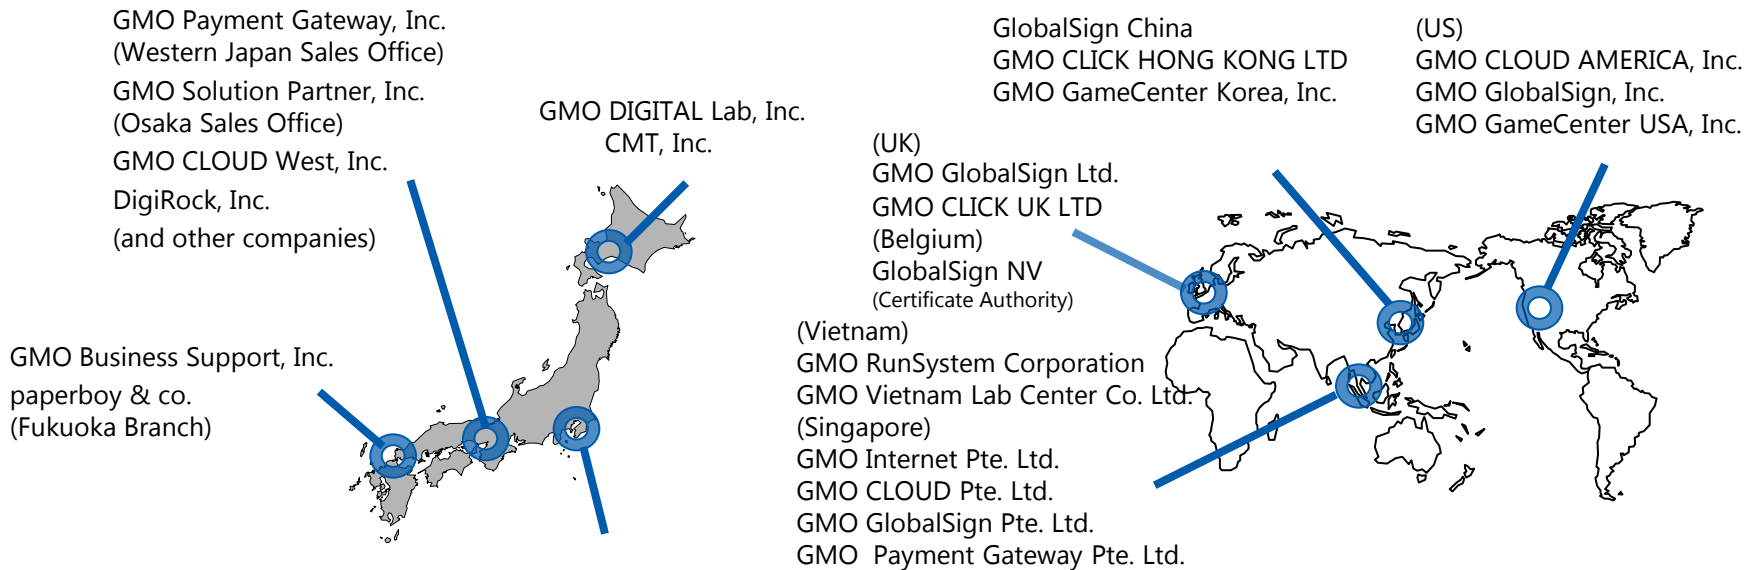 GMO Payment Gateway, Inc.
(Western Japan Sales Office)
GMO Solution Partner, Inc.
(Osaka Sales Office)
GMO CLOUD West, Inc.
DigiRock, Inc.
(and other companies)
GMO DIGITAL Lab, Inc.
CMT, Inc.
GMO Business Support, Inc.
paperboy & co.
(Fukuoka Branch)
GlobalSign China
GMO CLICK HONG KONG LTD
GMO GameCenter Korea, Inc.
(US)
GMO CLOUD AMERICA, Inc.
GMO GlobalSign, Inc.
GMO GameCenter USA, Inc.
(UK)
GMO GlobalSign Ltd.
GMO CLICK UK LTD
(Belgium)
GlobalSign NV
(Certificate Authority)
(Vietnam)
GMO RunSystem Corporation
GMO Vietnam Lab Center Co. Ltd.
(Singapore)
GMO Internet Pte. Ltd.
GMO CLOUD Pte. Ltd.
GMO GlobalSign Pte. Ltd.
GMO  Payment Gateway Pte. Ltd.